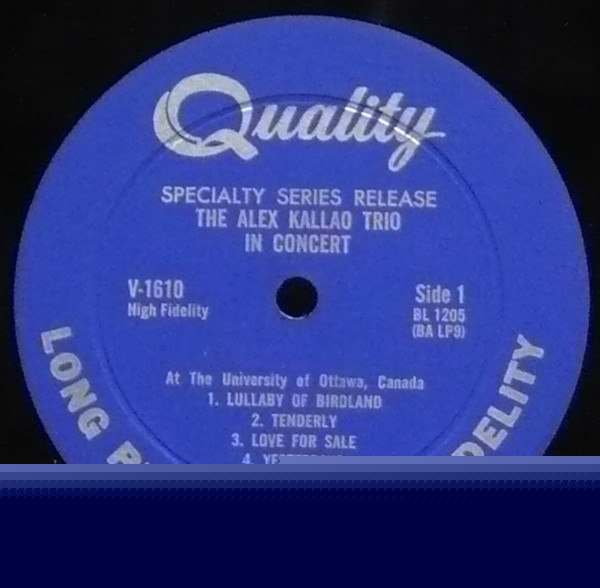 Quality
SPECIALTY SERIES RELEASE
THE ALEX KALLAO TRIO
IN CONCERT
V-1610
High Fidelity
Side 1
BL 1205
(BA LP9)
At The University of Ottawa, Canada
1. LULLABY OF BIRDLAND
2. TENDERLY
3. LOVE FOR SALE
4.
LONG